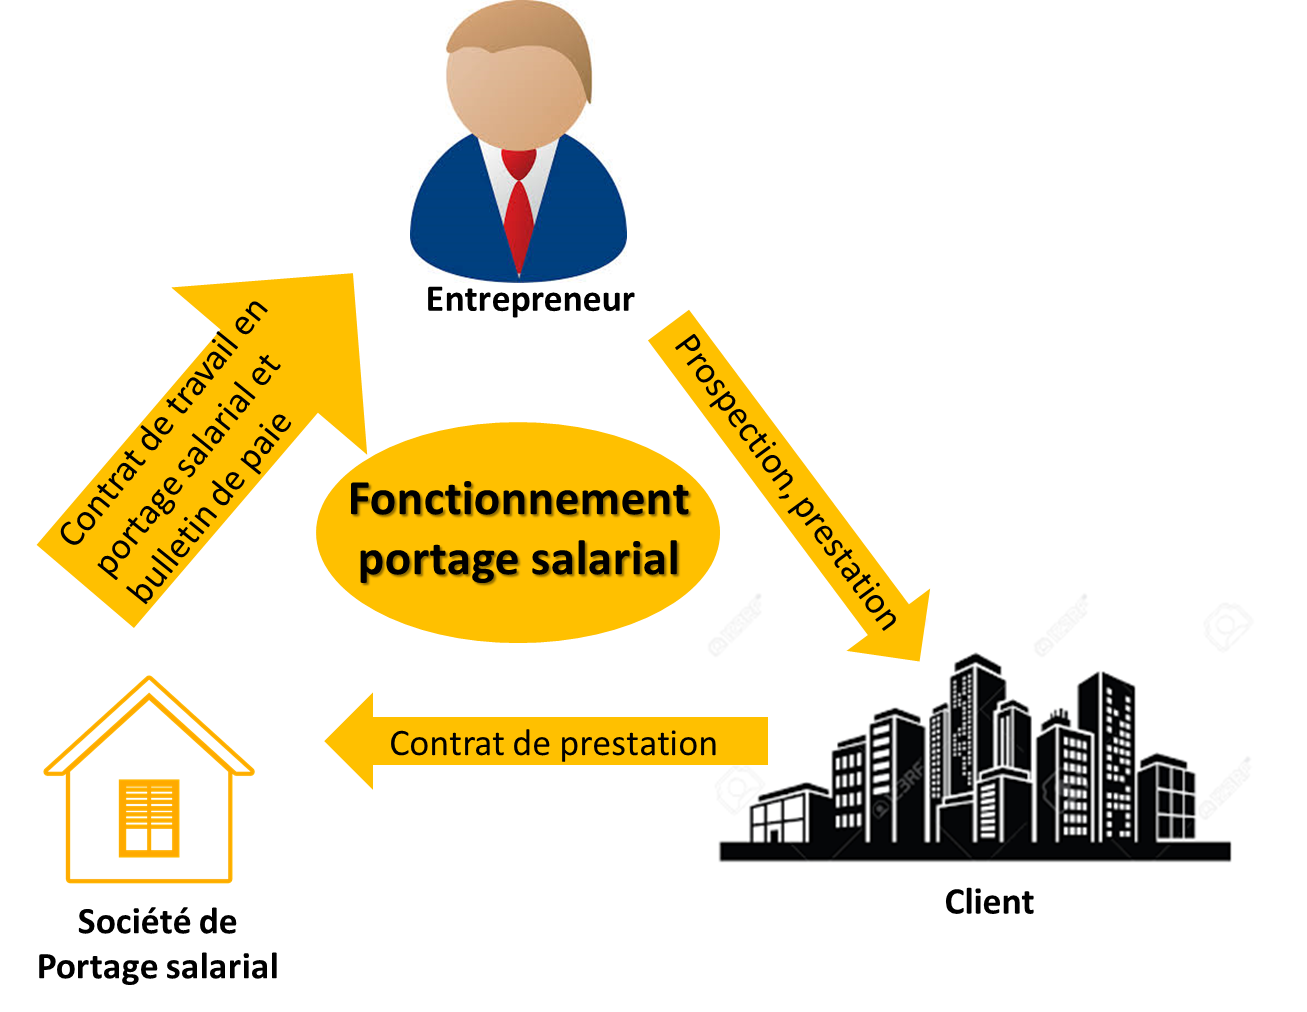 Entrepreneur
Contrat de travail en
portage salarial et
bulletin de paie
Prospection, prestation
Fonctionnement
portage salarial
Contrat de prestation
Client
Société de
Portage salarial